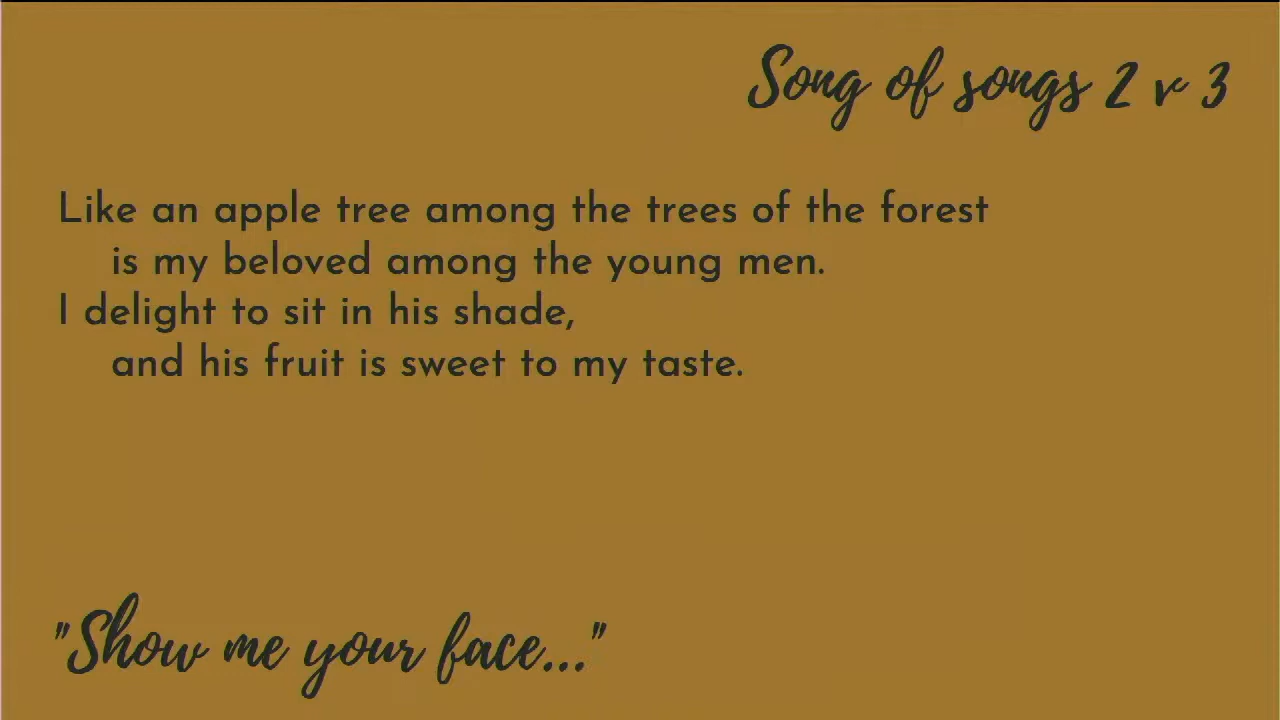 Song of songs 2 v 3
Like an apple tree among the trees of the forest
is my beloved among the young men.
I delight to sit in his shade,
and his fruit is sweet to my taste.
"Show me your face..."